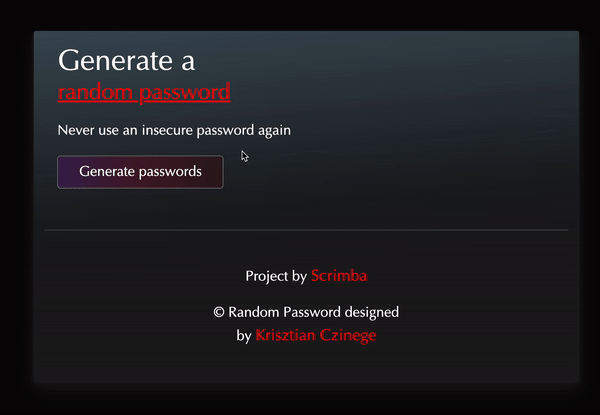 Generate a
random password
Never use an insecure password again
Generate passwords
Project by Scrimba
© Random Password designed
by Krisztian Czinege